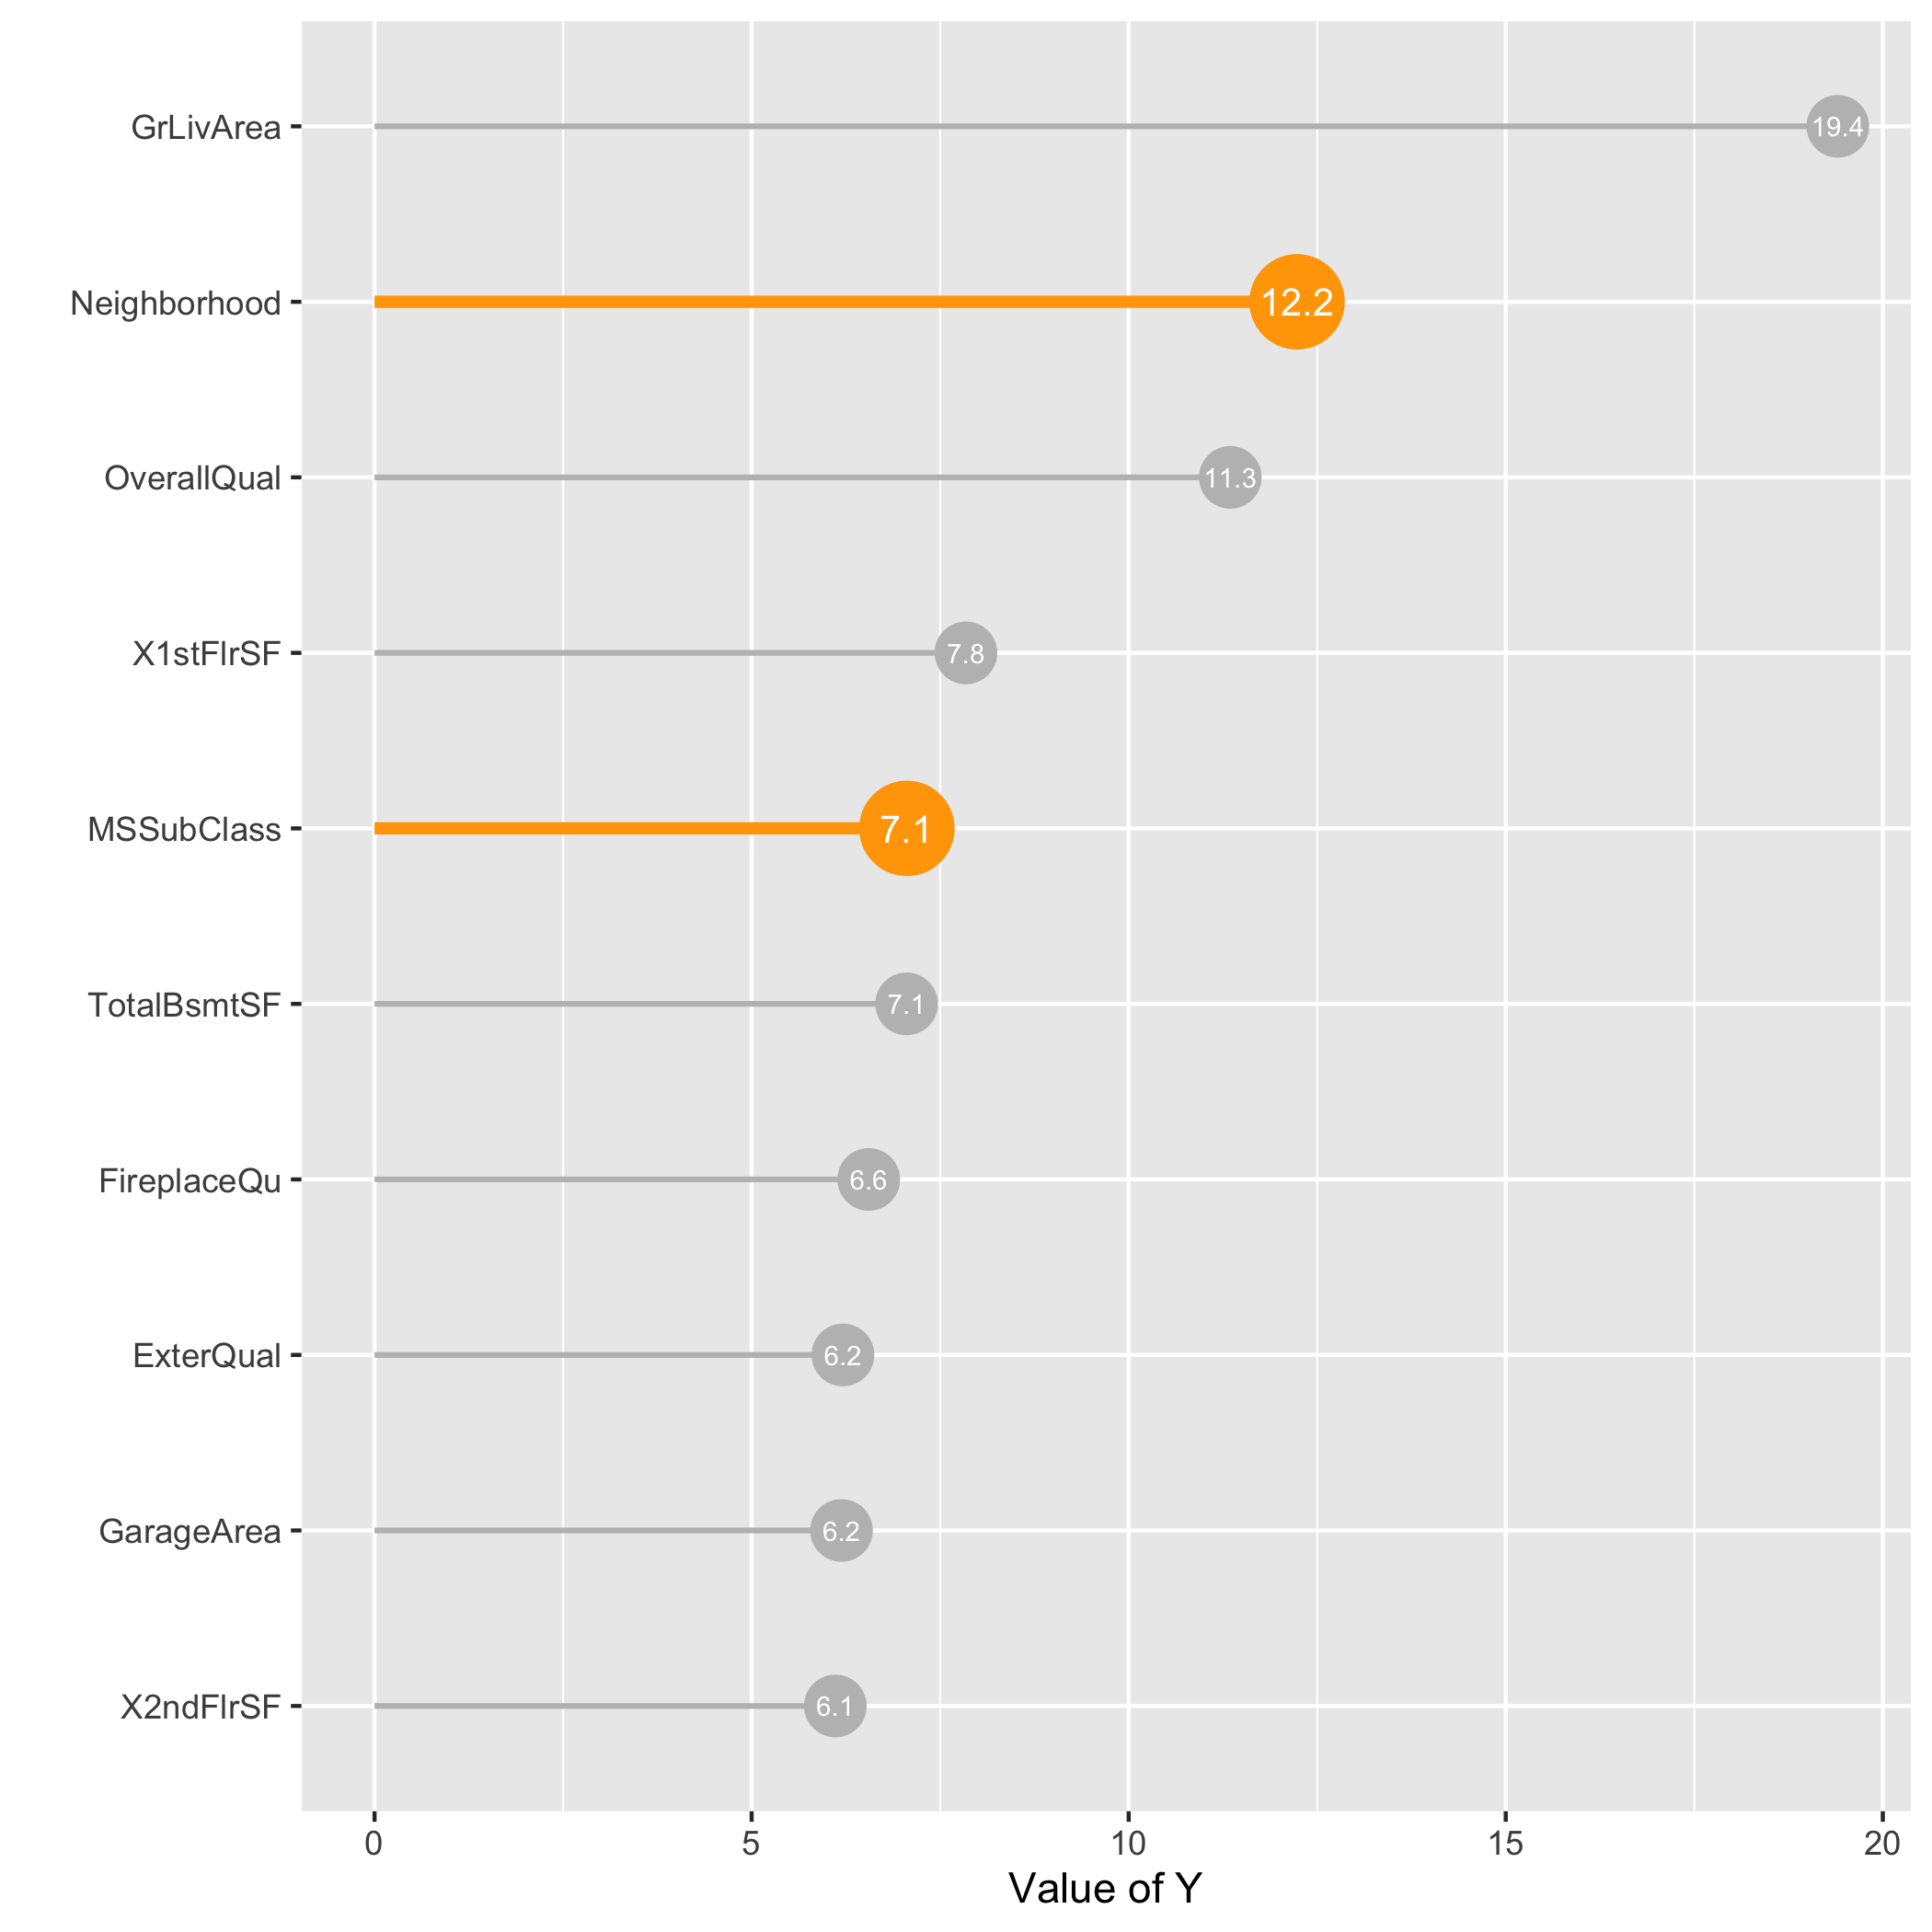 GrLivArea 19.4
Neighborhood 12.2
OverallQual 11.3
X1stFlrSF 7.8
MSSubClass 7.1
TotalBsmtSF 7.1
FireplaceQu 6.6
ExterQual 6.2
GarageArea 6.2
X2ndFlrSF 6.1
0 5 10 15 20
Value of Y